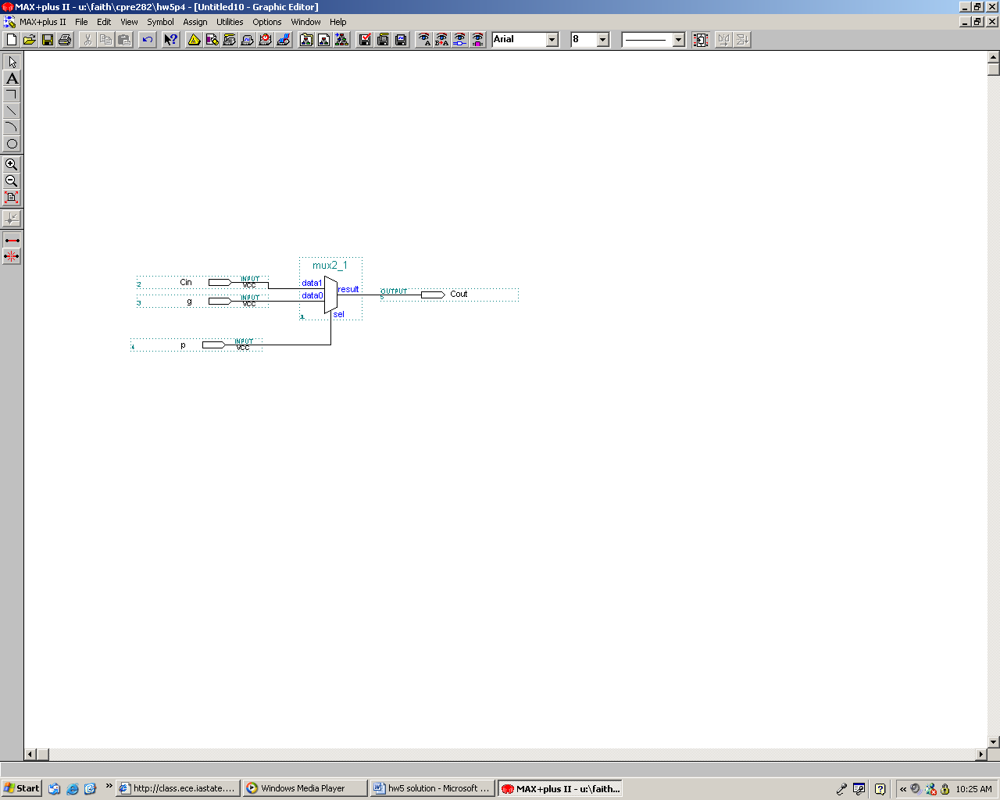 MAX+plus II - u:\faith\cpre282\hw5p4 - [Untitled10 - Graphic Editor]
MAX+plus II File Edit View Symbol Assign Utilities Options Window Help
Arial 8
mux2_1
Cin INPUT VCC 2
data1
result
g INPUT VCC 3
data0
OUTPUT 5 Cout
sel
1
p INPUT VCC 4
Start » http://class.ece.iastate.... Windows Media Player hw5 solution - Microsoft ... MAX+plus II - u:\faith... « 10:25 AM